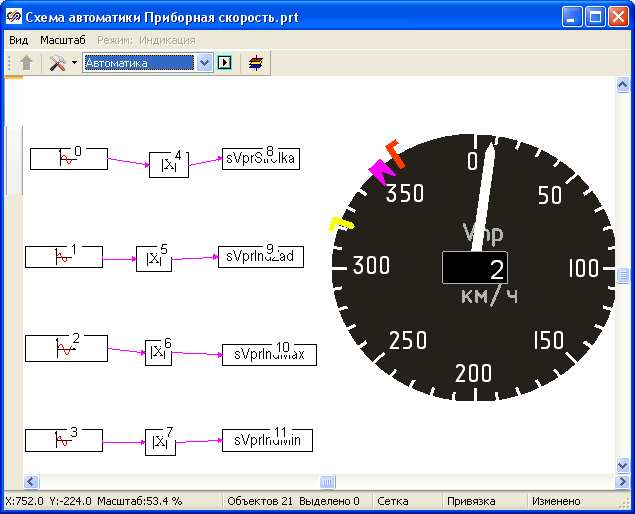 Схема автоматики Приборная скорость.prt
Вид Масштаб Режим: Индикация
Автоматика
0 4 8
|X| sVprStrelka
1 5 9
|X| sVprIndZad
2 6 10
|X| sVprIndMax
3 7 11
|X| sVprIndMin
0
50
100
150
200
250
300
350
Vпр
2
км/ч
X:752.0 Y:-224.0 Масштаб:53.4 % Объектов 21 Выделено 0 Сетка Привязка Изменено